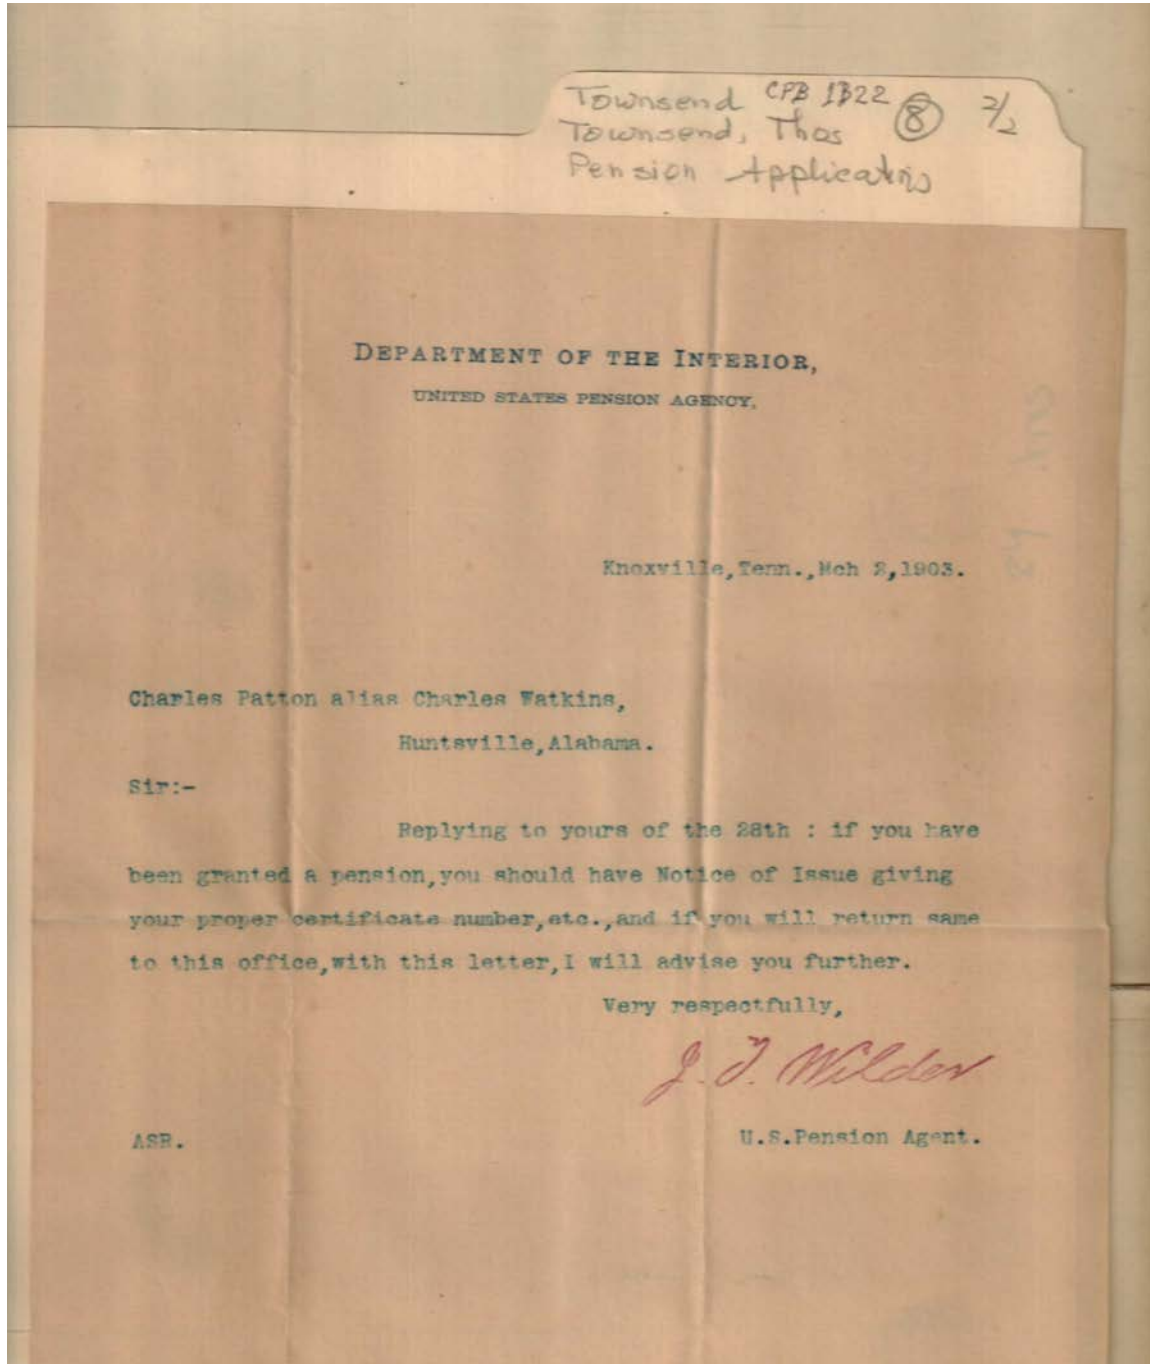 Townsend CPB 1B22 8 2/2
Townsend, Thos
Pension Applicatins
DEPARTMENT OF THE INTERIOR,
UNITED STATES PENSION AGENCY,
Knoxville,Tenn.,Mch 2,1903.
Charles Patton alias Charles Watkins,
Huntsville,Alabama.
Sir:-
Replying to yours of the 28th : if you have
been granted a pension,you should have Notice of Issue giving
your proper certificate number,etc.,and if you will return same
to this office,with this letter,I will advise you further.
Very respectfully,
J. T. Wilder
ASR.
U.S.Pension Agent.